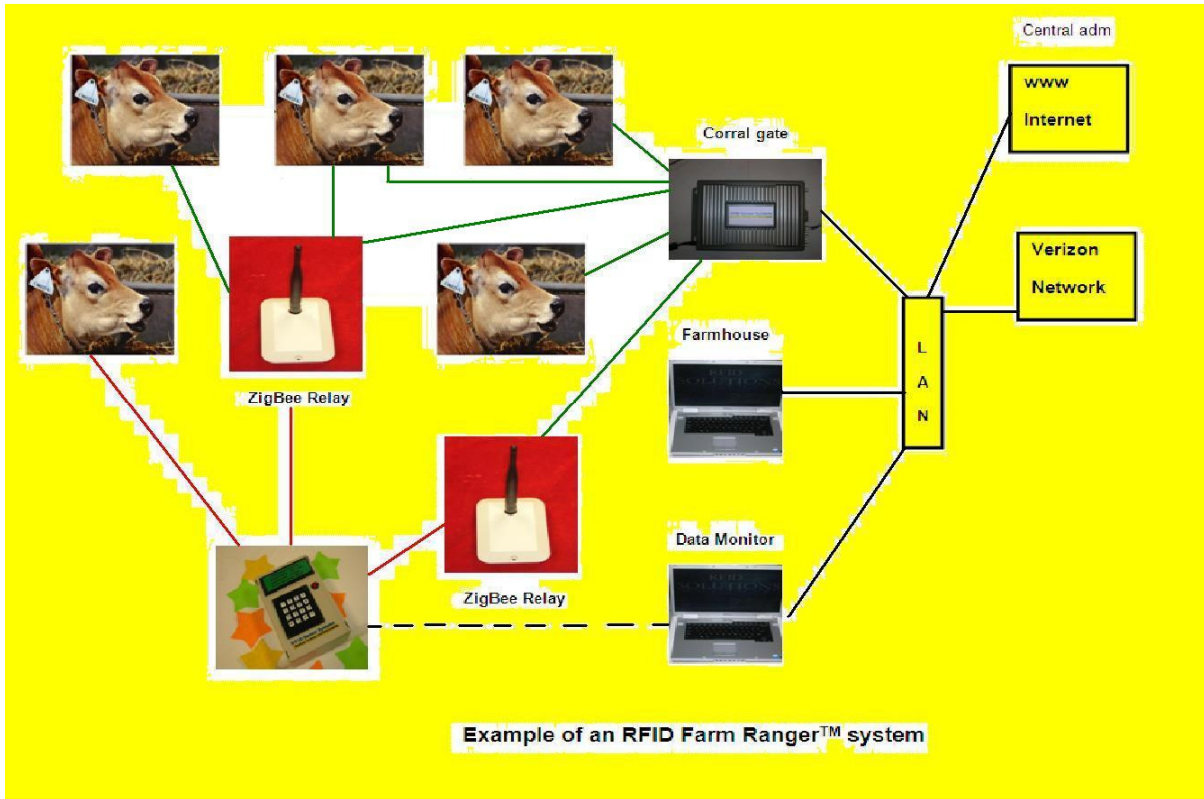 Central adm
www
Internet
Corral gate
Verizon
Network
Farmhouse
L
A
N
ZigBee Relay
Data Monitor
ZigBee Relay
Example of an RFID Farm Ranger™ system